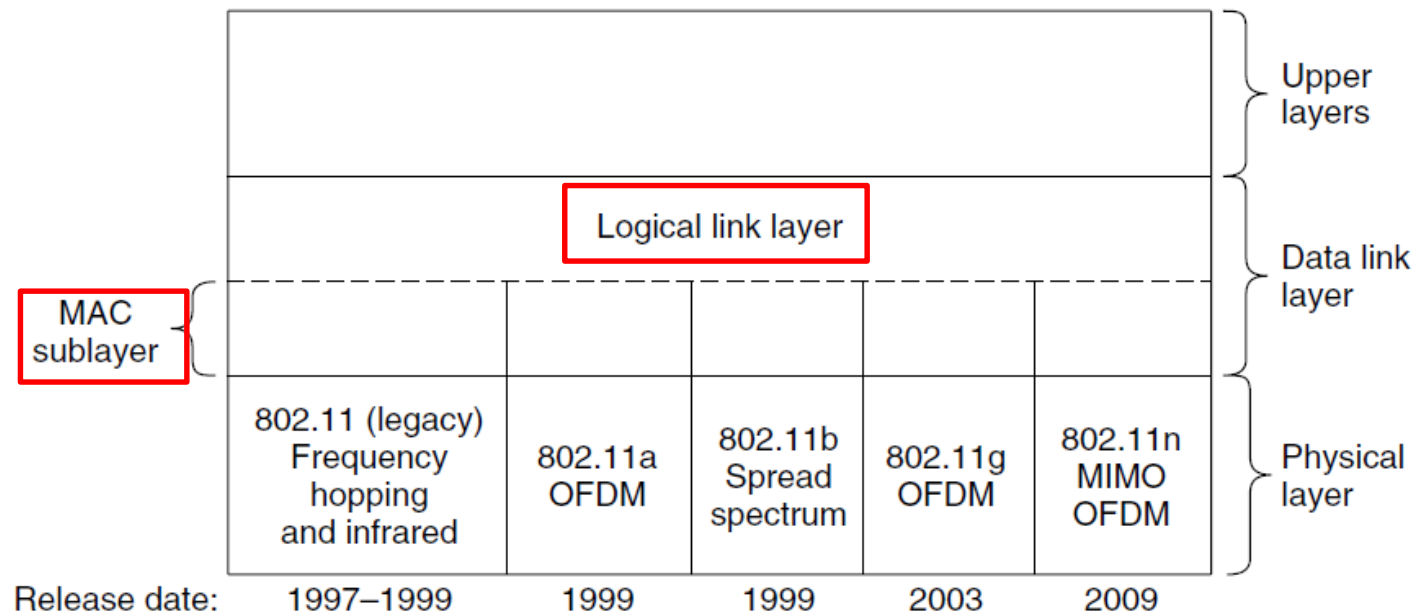 Upper
layers
Logical link layer
Data link
layer
MAC
sublayer
802.11 (legacy)
Frequency
hopping
and infrared
802.11a
OFDM
802.11b
Spread
spectrum
802.11g
OFDM
802.11n
MIMO
OFDM
Physical
layer
Release date: 1997–1999 1999 1999 2003 2009